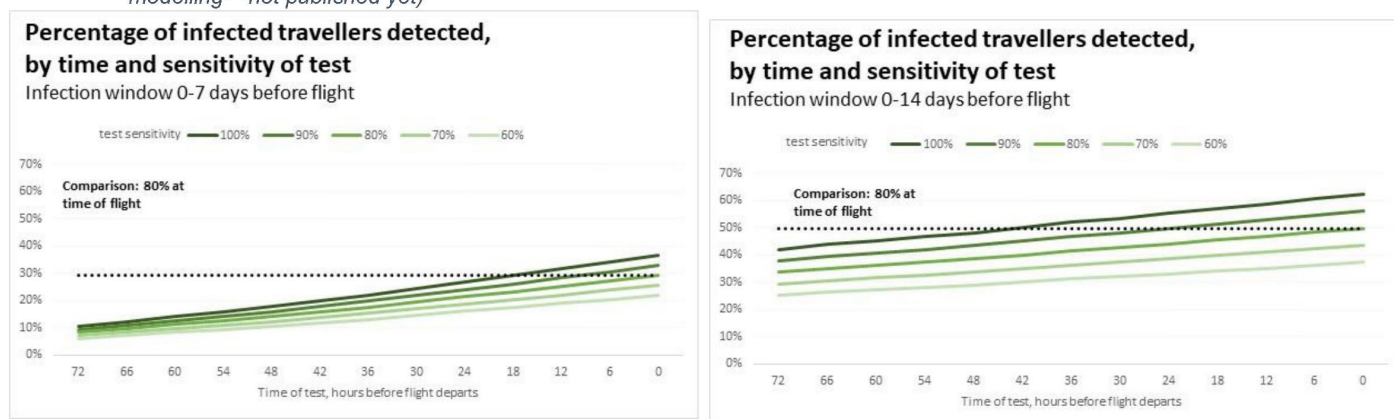 modelling – not published yet)
Percentage of infected travellers detected,
by time and sensitivity of test
Infection window 0-7 days before flight
test sensitivity 100% 90% 80% 70% 60%
70%
60%
50%
40%
30%
20%
10%
0%
Comparison: 80% at
time of flight
72 66 60 54 48 42 36 30 24 18 12 6 0
Time of test, hours before flight departs
Percentage of infected travellers detected,
by time and sensitivity of test
Infection window 0-14 days before flight
test sensitivity 100% 90% 80% 70% 60%
70%
60%
50%
40%
30%
20%
10%
0%
Comparison: 80% at
time of flight
72 66 60 54 48 42 36 30 24 18 12 6 0
Time of test, hours before flight departs